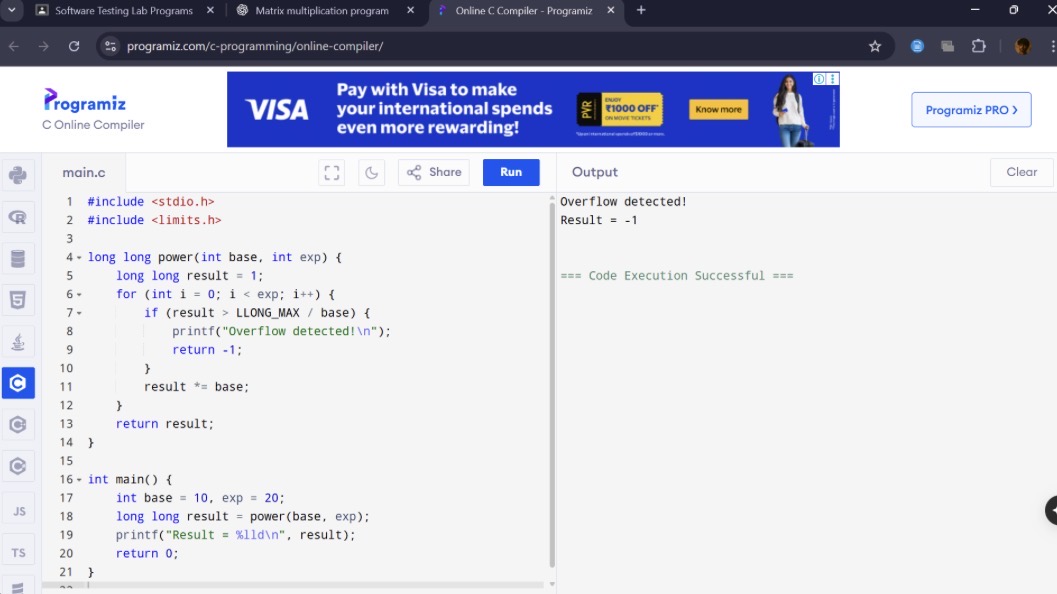 Software Testing Lab Programs
Matrix multiplication program
Online C Compiler - Programiz
programiz.com/c-programming/online-compiler/
Programiz
C Online Compiler
VISA
Pay with Visa to make
your international spends
even more rewarding!
PVR
ENJOY
₹1000 OFF*
ON MOVIE TICKETS
Know more
Programiz PRO >
main.c
Share
Run
Output
Clear
JS
TS
1 #include <stdio.h>
2 #include <limits.h>
3
4 long long power(int base, int exp) {
5 long long result = 1;
6 for (int i = 0; i < exp; i++) {
7 if (result > LLONG_MAX / base) {
8 printf("Overflow detected!\n");
9 return -1;
10 }
11 result *= base;
12 }
13 return result;
14 }
15
16 int main() {
17 int base = 10, exp = 20;
18 long long result = power(base, exp);
19 printf("Result = %lld\n", result);
20 return 0;
21 }
22
Overflow detected!
Result = -1
=== Code Execution Successful ===